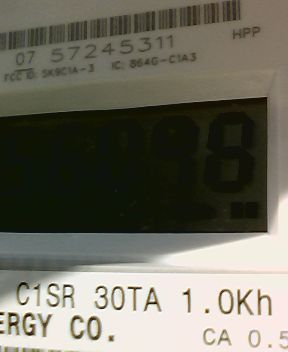 07 57245311
HPP
FCC ID: SK9C1A-3 IC: 864G-C1A3
98
C1SR 30TA 1.0Kh
ERGY CO.
CA 0.5